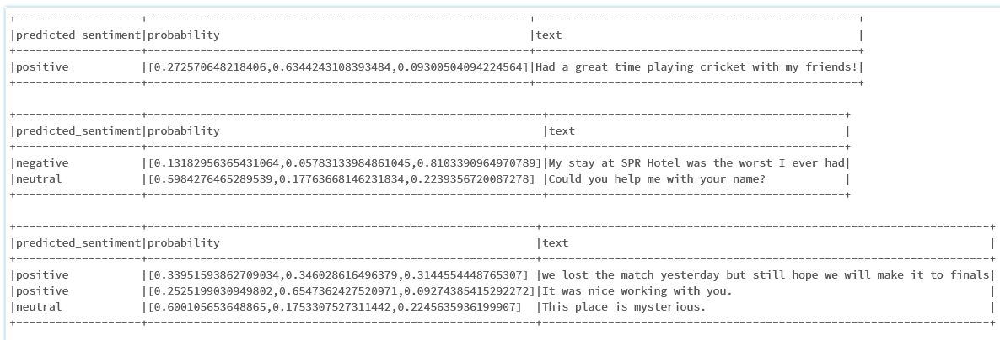 +-------------------+----------------------------------------------------------+-------------------------------------------------+
|predicted_sentiment|probability |text |
+-------------------+----------------------------------------------------------+-------------------------------------------------+
|positive |[0.272570648218406,0.6344243108393484,0.09300504094224564]|Had a great time playing cricket with my friends!|
+-------------------+----------------------------------------------------------+-------------------------------------------------+
+-------------------+------------------------------------------------------------+---------------------------------------------+
|predicted_sentiment|probability |text |
+-------------------+------------------------------------------------------------+---------------------------------------------+
|negative |[0.13182956365431064,0.05783133984861045,0.8103390964970789]|My stay at SPR Hotel was the worst I ever had|
|neutral |[0.5984276465289539,0.17763668146231834,0.2239356720087278] |Could you help me with your name? |
+-------------------+------------------------------------------------------------+---------------------------------------------+
+-------------------+-----------------------------------------------------------+--------------------------------------------------------------------+
|predicted_sentiment|probability |text |
+-------------------+-----------------------------------------------------------+--------------------------------------------------------------------+
|positive |[0.33951593862709034,0.346028616496379,0.3144554448765307] |we lost the match yesterday but still hope we will make it to finals|
|positive |[0.2525199030949802,0.6547362427520971,0.09274385415292272]|It was nice working with you. |
|neutral |[0.600105653648865,0.1753307527311442,0.2245635936199907] |This place is mysterious. |
+-------------------+-----------------------------------------------------------+--------------------------------------------------------------------+